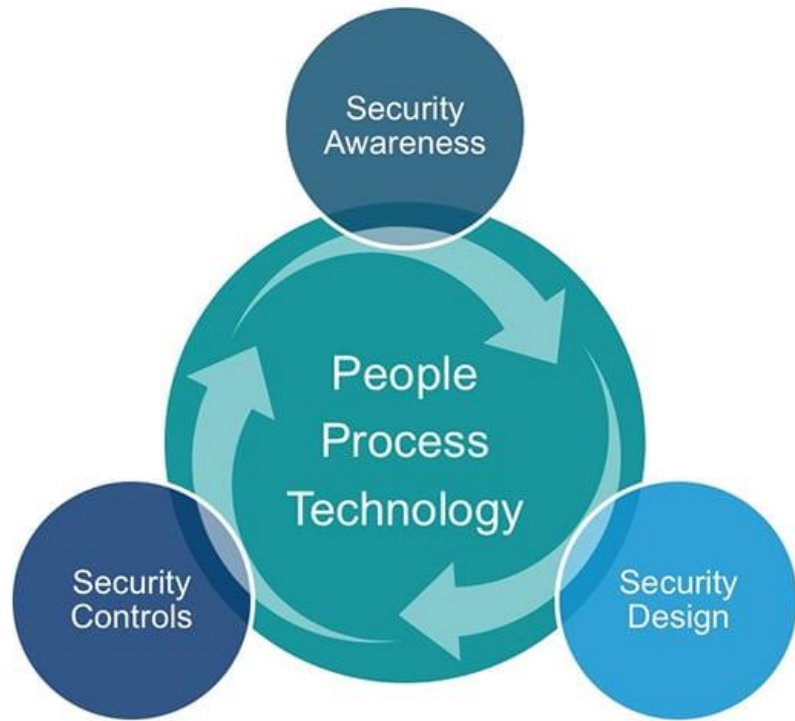 Security
Awareness
People
Process
Technology
Security
Controls
Security
Design